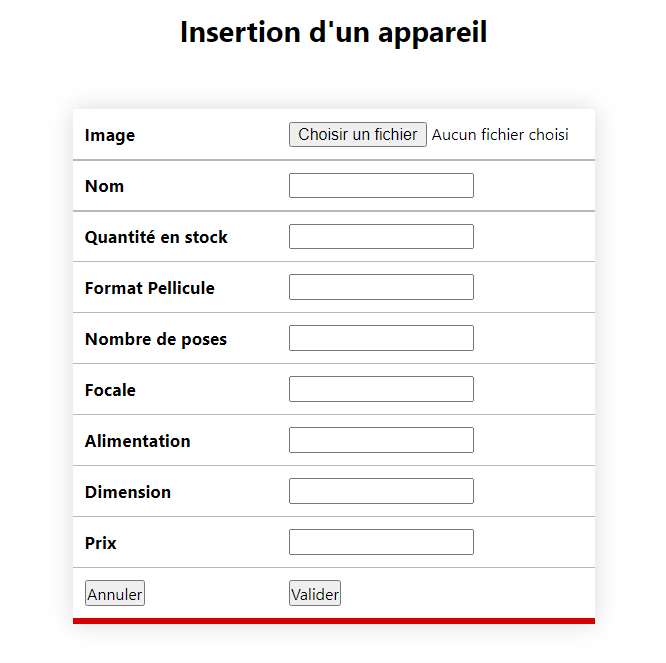 Insertion d'un appareil
Image Choisir un fichier Aucun fichier choisi
Nom
Quantité en stock
Format Pellicule
Nombre de poses
Focale
Alimentation
Dimension
Prix
Annuler Valider